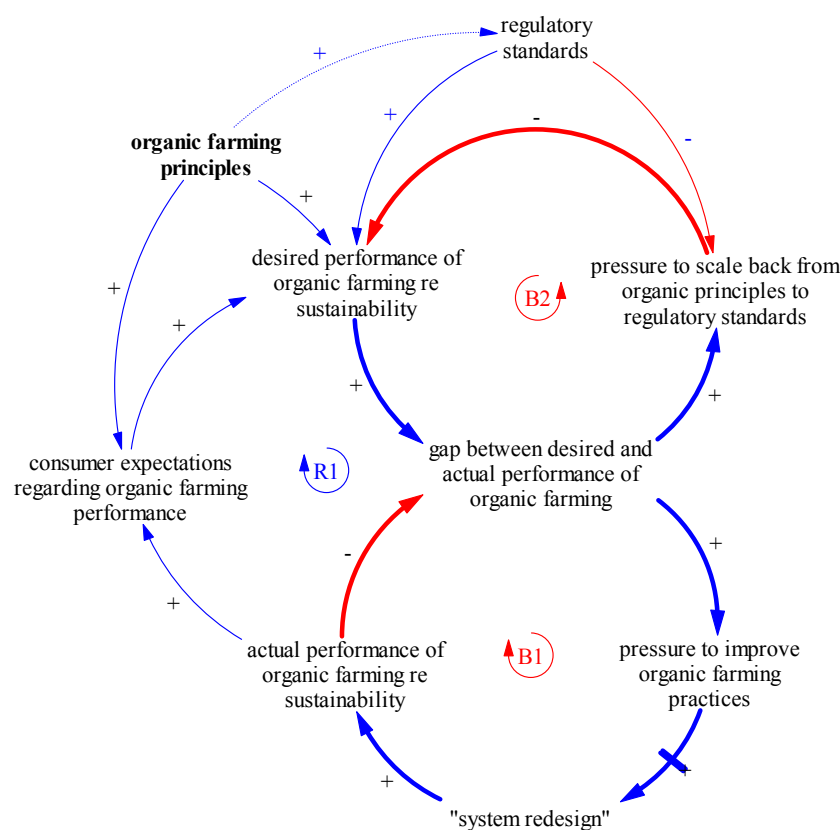 regulatory
standards
+
+
-
-
organic farming
principles
+
+
desired performance of
organic farming re
sustainability
pressure to scale back from
organic principles to
regulatory standards
B2
+
+
+
gap between desired and
actual performance of
organic farming
consumer expectations
regarding organic farming
performance
R1
-
+
+
actual performance of
organic farming re
sustainability
B1
pressure to improve
organic farming
practices
+
+
"system redesign"